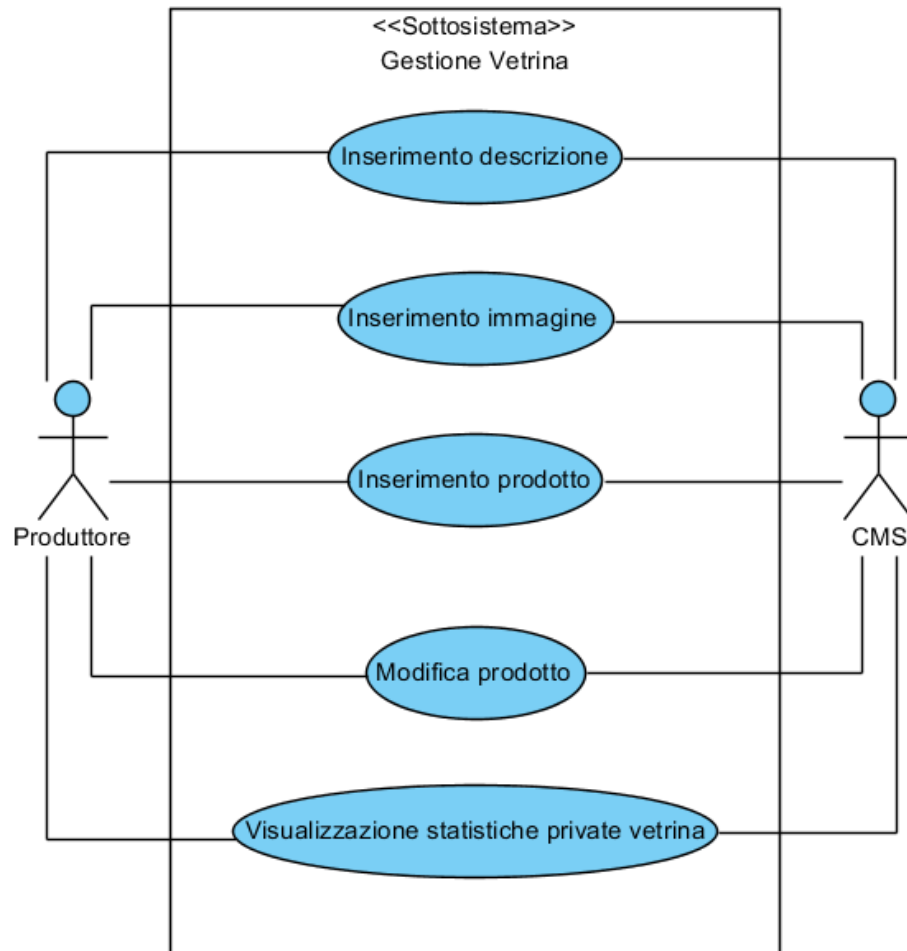 <<Sottosistema>>
Gestione Vetrina
Inserimento descrizione
Inserimento immagine
Inserimento prodotto
Produttore
CMS
Modifica prodotto
Visualizzazione statistiche private vetrina